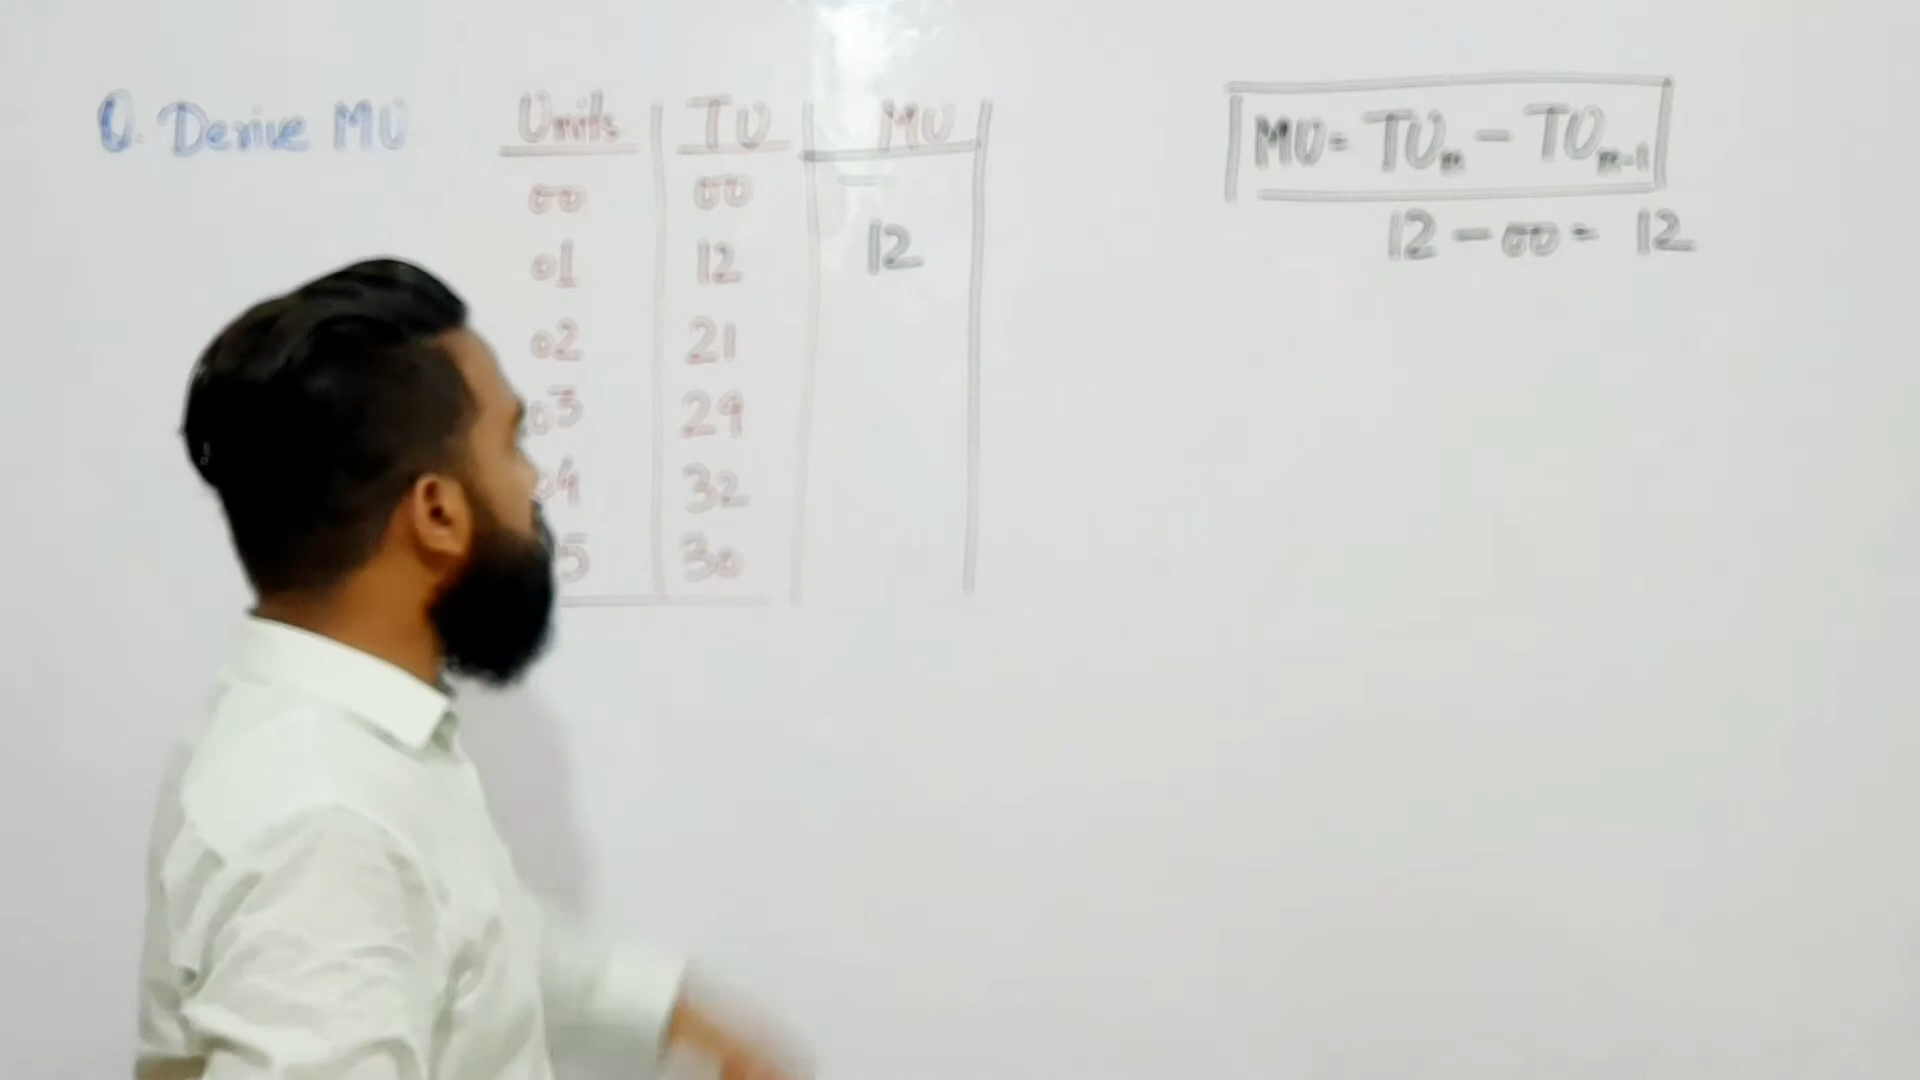 Q. Derive MU
Units TU MU
00 00 —
01 12 12
02 21
03 29
04 32
5 30
MU = TUn - TUn-1
12 - 00 = 12